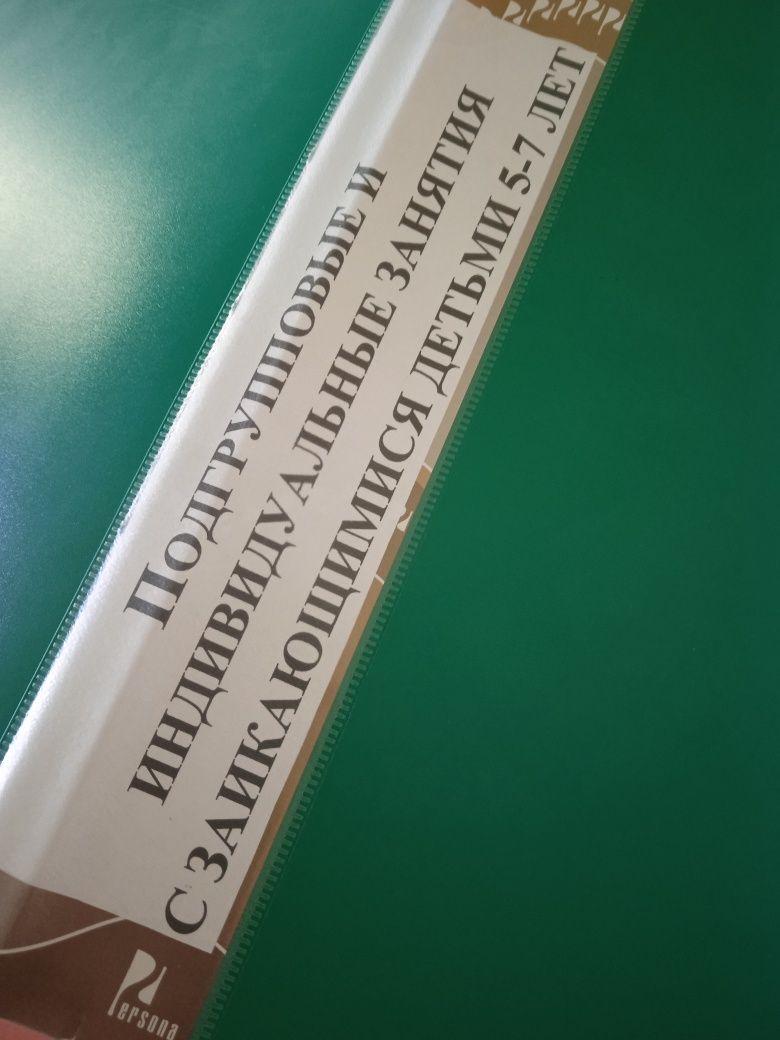 Подгрупповые и
индивидуальные занятия
с заикающимися детьми 5-7 лет
Persona